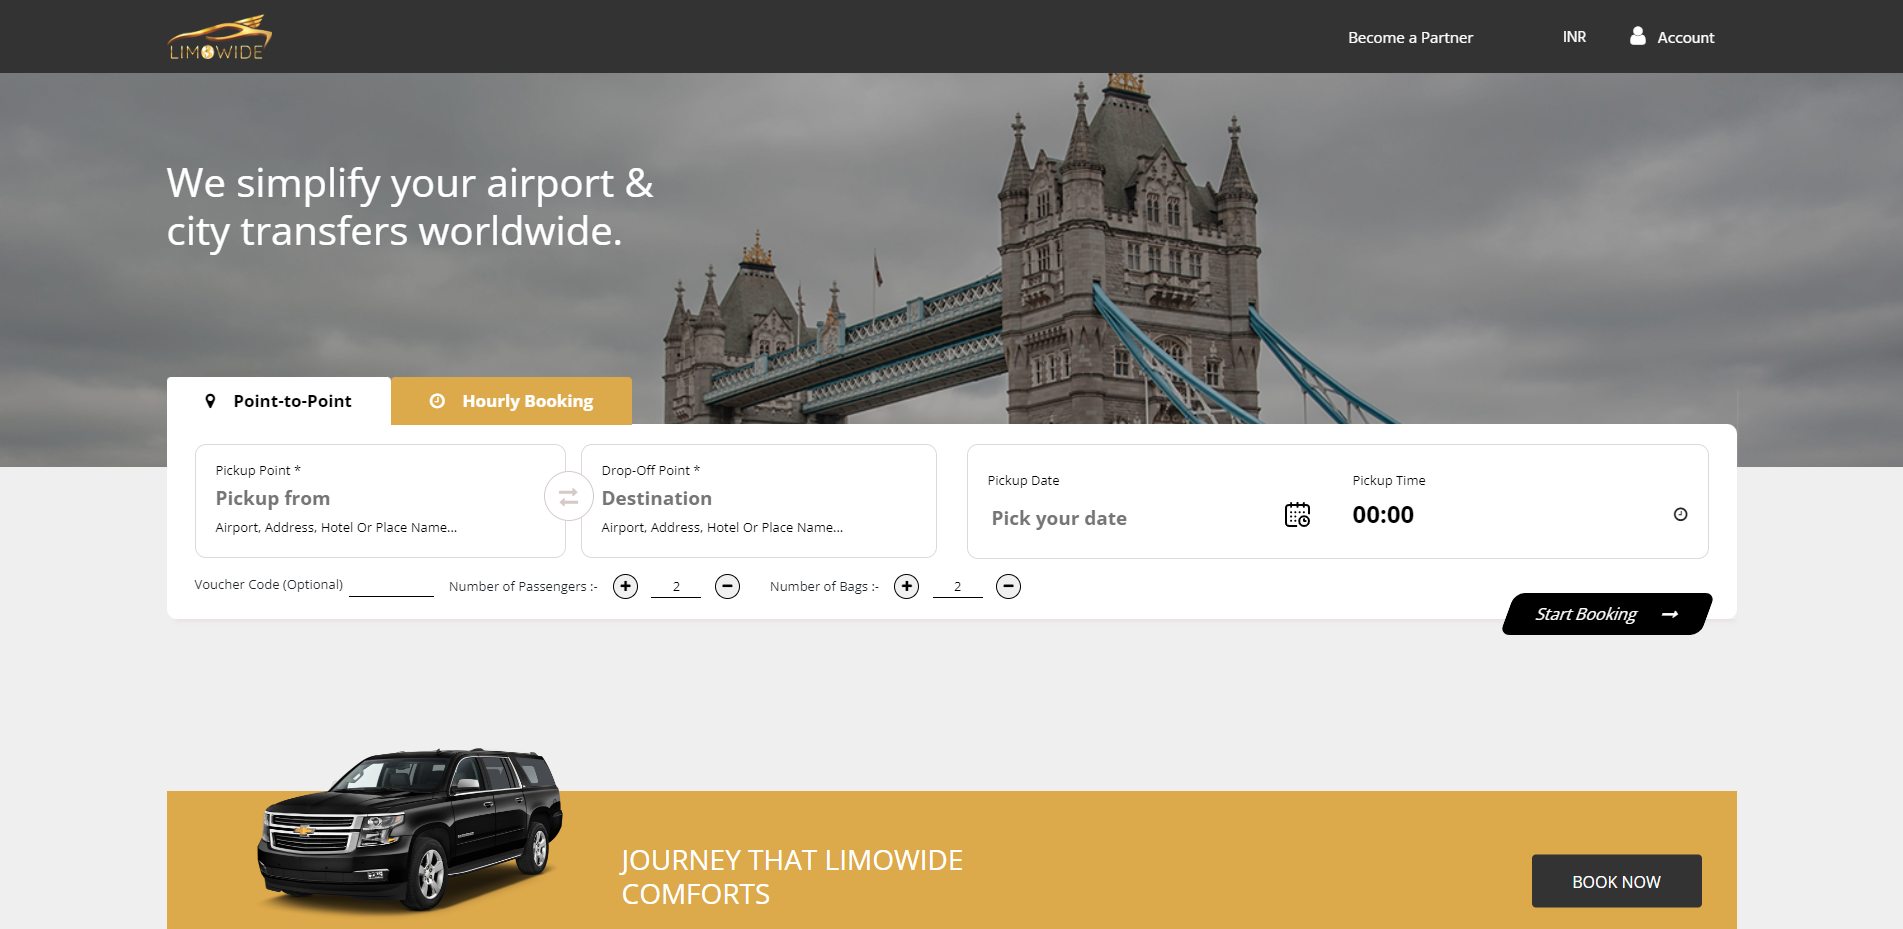 LIMOWIDE
Become a Partner
INR
Account
We simplify your airport &
city transfers worldwide.
Point-to-Point
Hourly Booking
Pickup Point *
Pickup from
Airport, Address, Hotel Or Place Name...
Drop-Off Point *
Destination
Airport, Address, Hotel Or Place Name...
Pickup Date
Pick your date
Pickup Time
00:00
Voucher Code (Optional)
Number of Passengers :-
2
Number of Bags :-
2
Start Booking
JOURNEY THAT LIMOWIDE
COMFORTS
BOOK NOW